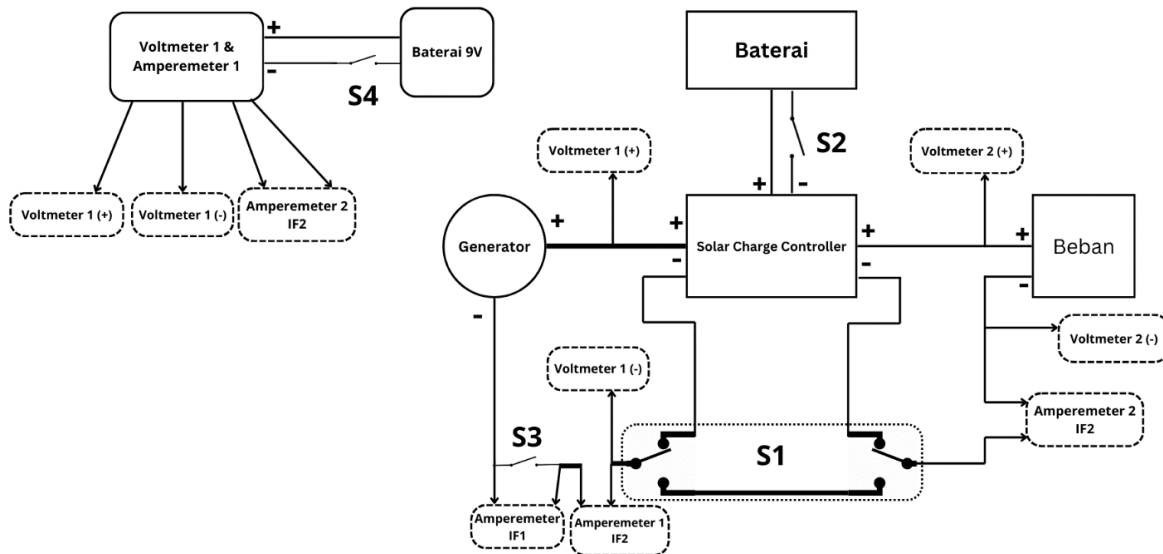 Voltmeter 1 &
Amperemeter 1
+
-
S4
Baterai 9V
Voltmeter 1 (+)
Voltmeter 1 (-)
Amperemeter 2
IF2
Baterai
S2
+
-
Voltmeter 1 (+)
Voltmeter 2 (+)
Generator
+
-
+
-
Solar Charge Controller
+
-
+
-
Beban
Voltmeter 2 (-)
Voltmeter 1 (-)
Amperemeter 2
IF2
S3
S1
Amperemeter
IF1
Amperemeter 1
IF2